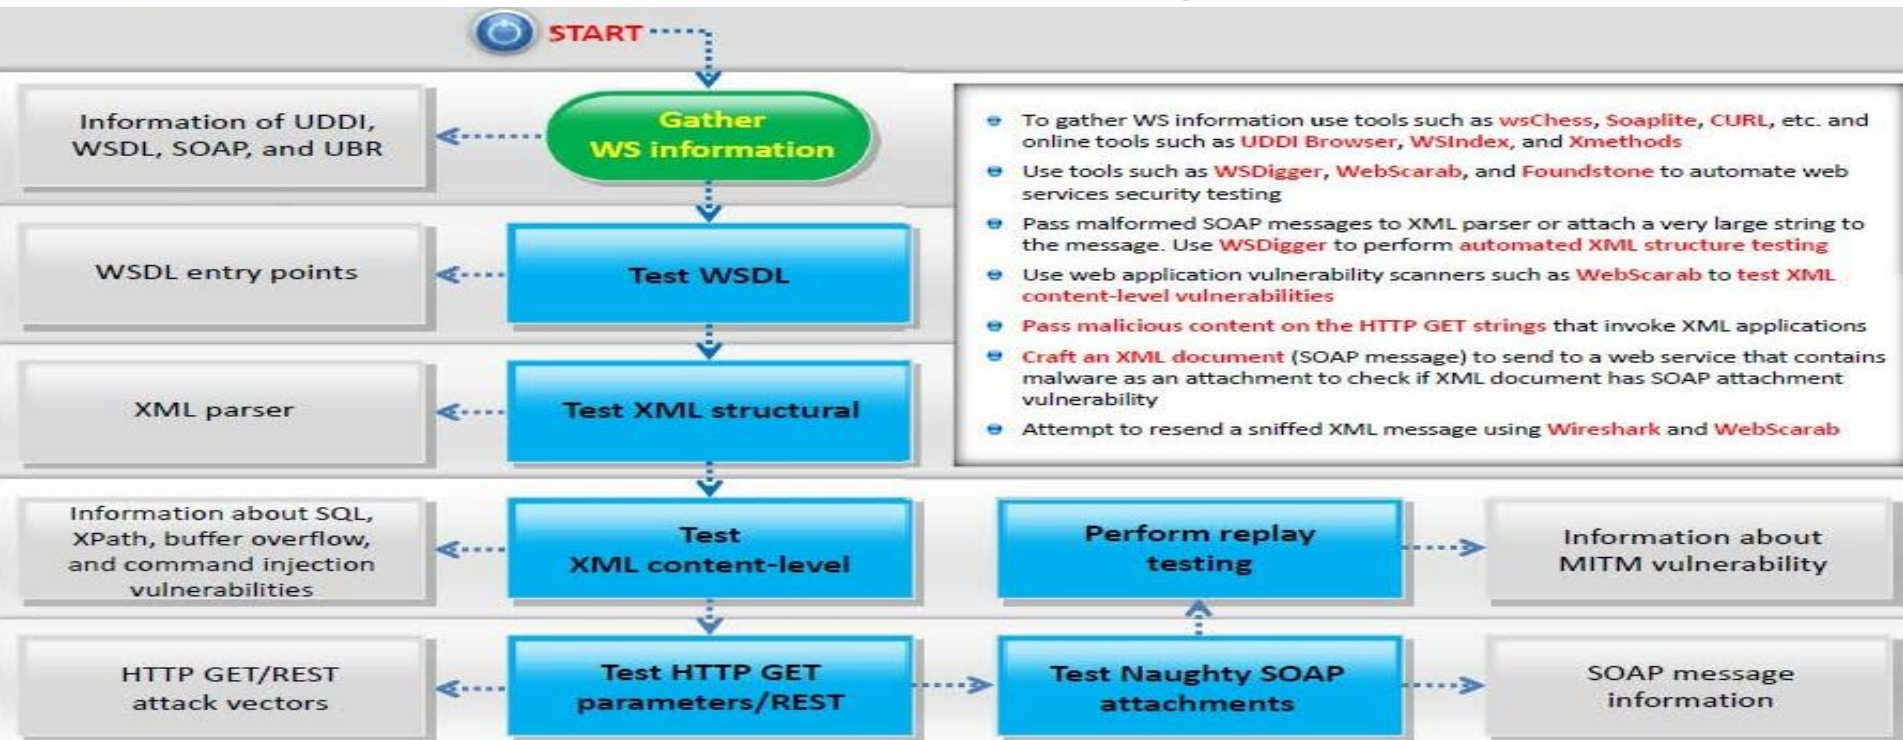 START
Information of UDDI,
WSDL, SOAP, and UBR
Gather
WS information
To gather WS information use tools such as wsChess, Soaplite, CURL, etc. and
online tools such as UDDI Browser, WSIndex, and Xmethods
Use tools such as WSDigger, WebScarab, and Foundstone to automate web
services security testing
Pass malformed SOAP messages to XML parser or attach a very large string to
the message. Use WSDigger to perform automated XML structure testing
Use web application vulnerability scanners such as WebScarab to test XML
content-level vulnerabilities
Pass malicious content on the HTTP GET strings that invoke XML applications
Craft an XML document (SOAP message) to send to a web service that contains
malware as an attachment to check if XML document has SOAP attachment
vulnerability
Attempt to resend a sniffed XML message using Wireshark and WebScarab
WSDL entry points
Test WSDL
XML parser
Test XML structural
Information about SQL,
XPath, buffer overflow,
and command injection
vulnerabilities
Test
XML content-level
Perform replay
testing
Information about
MITM vulnerability
HTTP GET/REST
attack vectors
Test HTTP GET
parameters/REST
Test Naughty SOAP
attachments
SOAP message
information